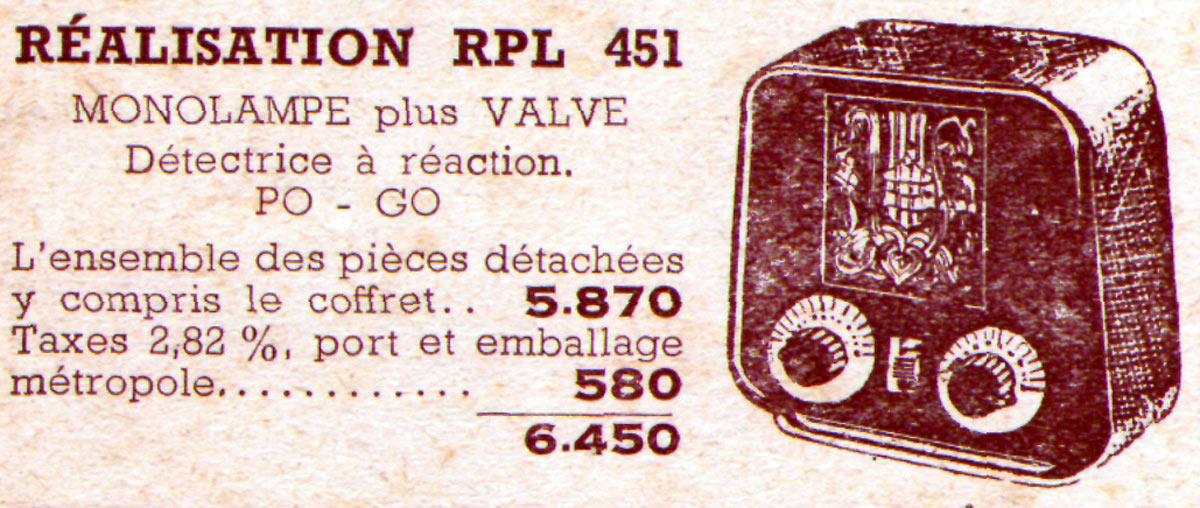 RÉALISATION RPL 451
MONOLAMPE plus VALVE
Détectrice à réaction.
PO - GO
L'ensemble des pièces détachées
y compris le coffret.. 5.870
Taxes 2,82 %, port et emballage
métropole............. 580
6.450